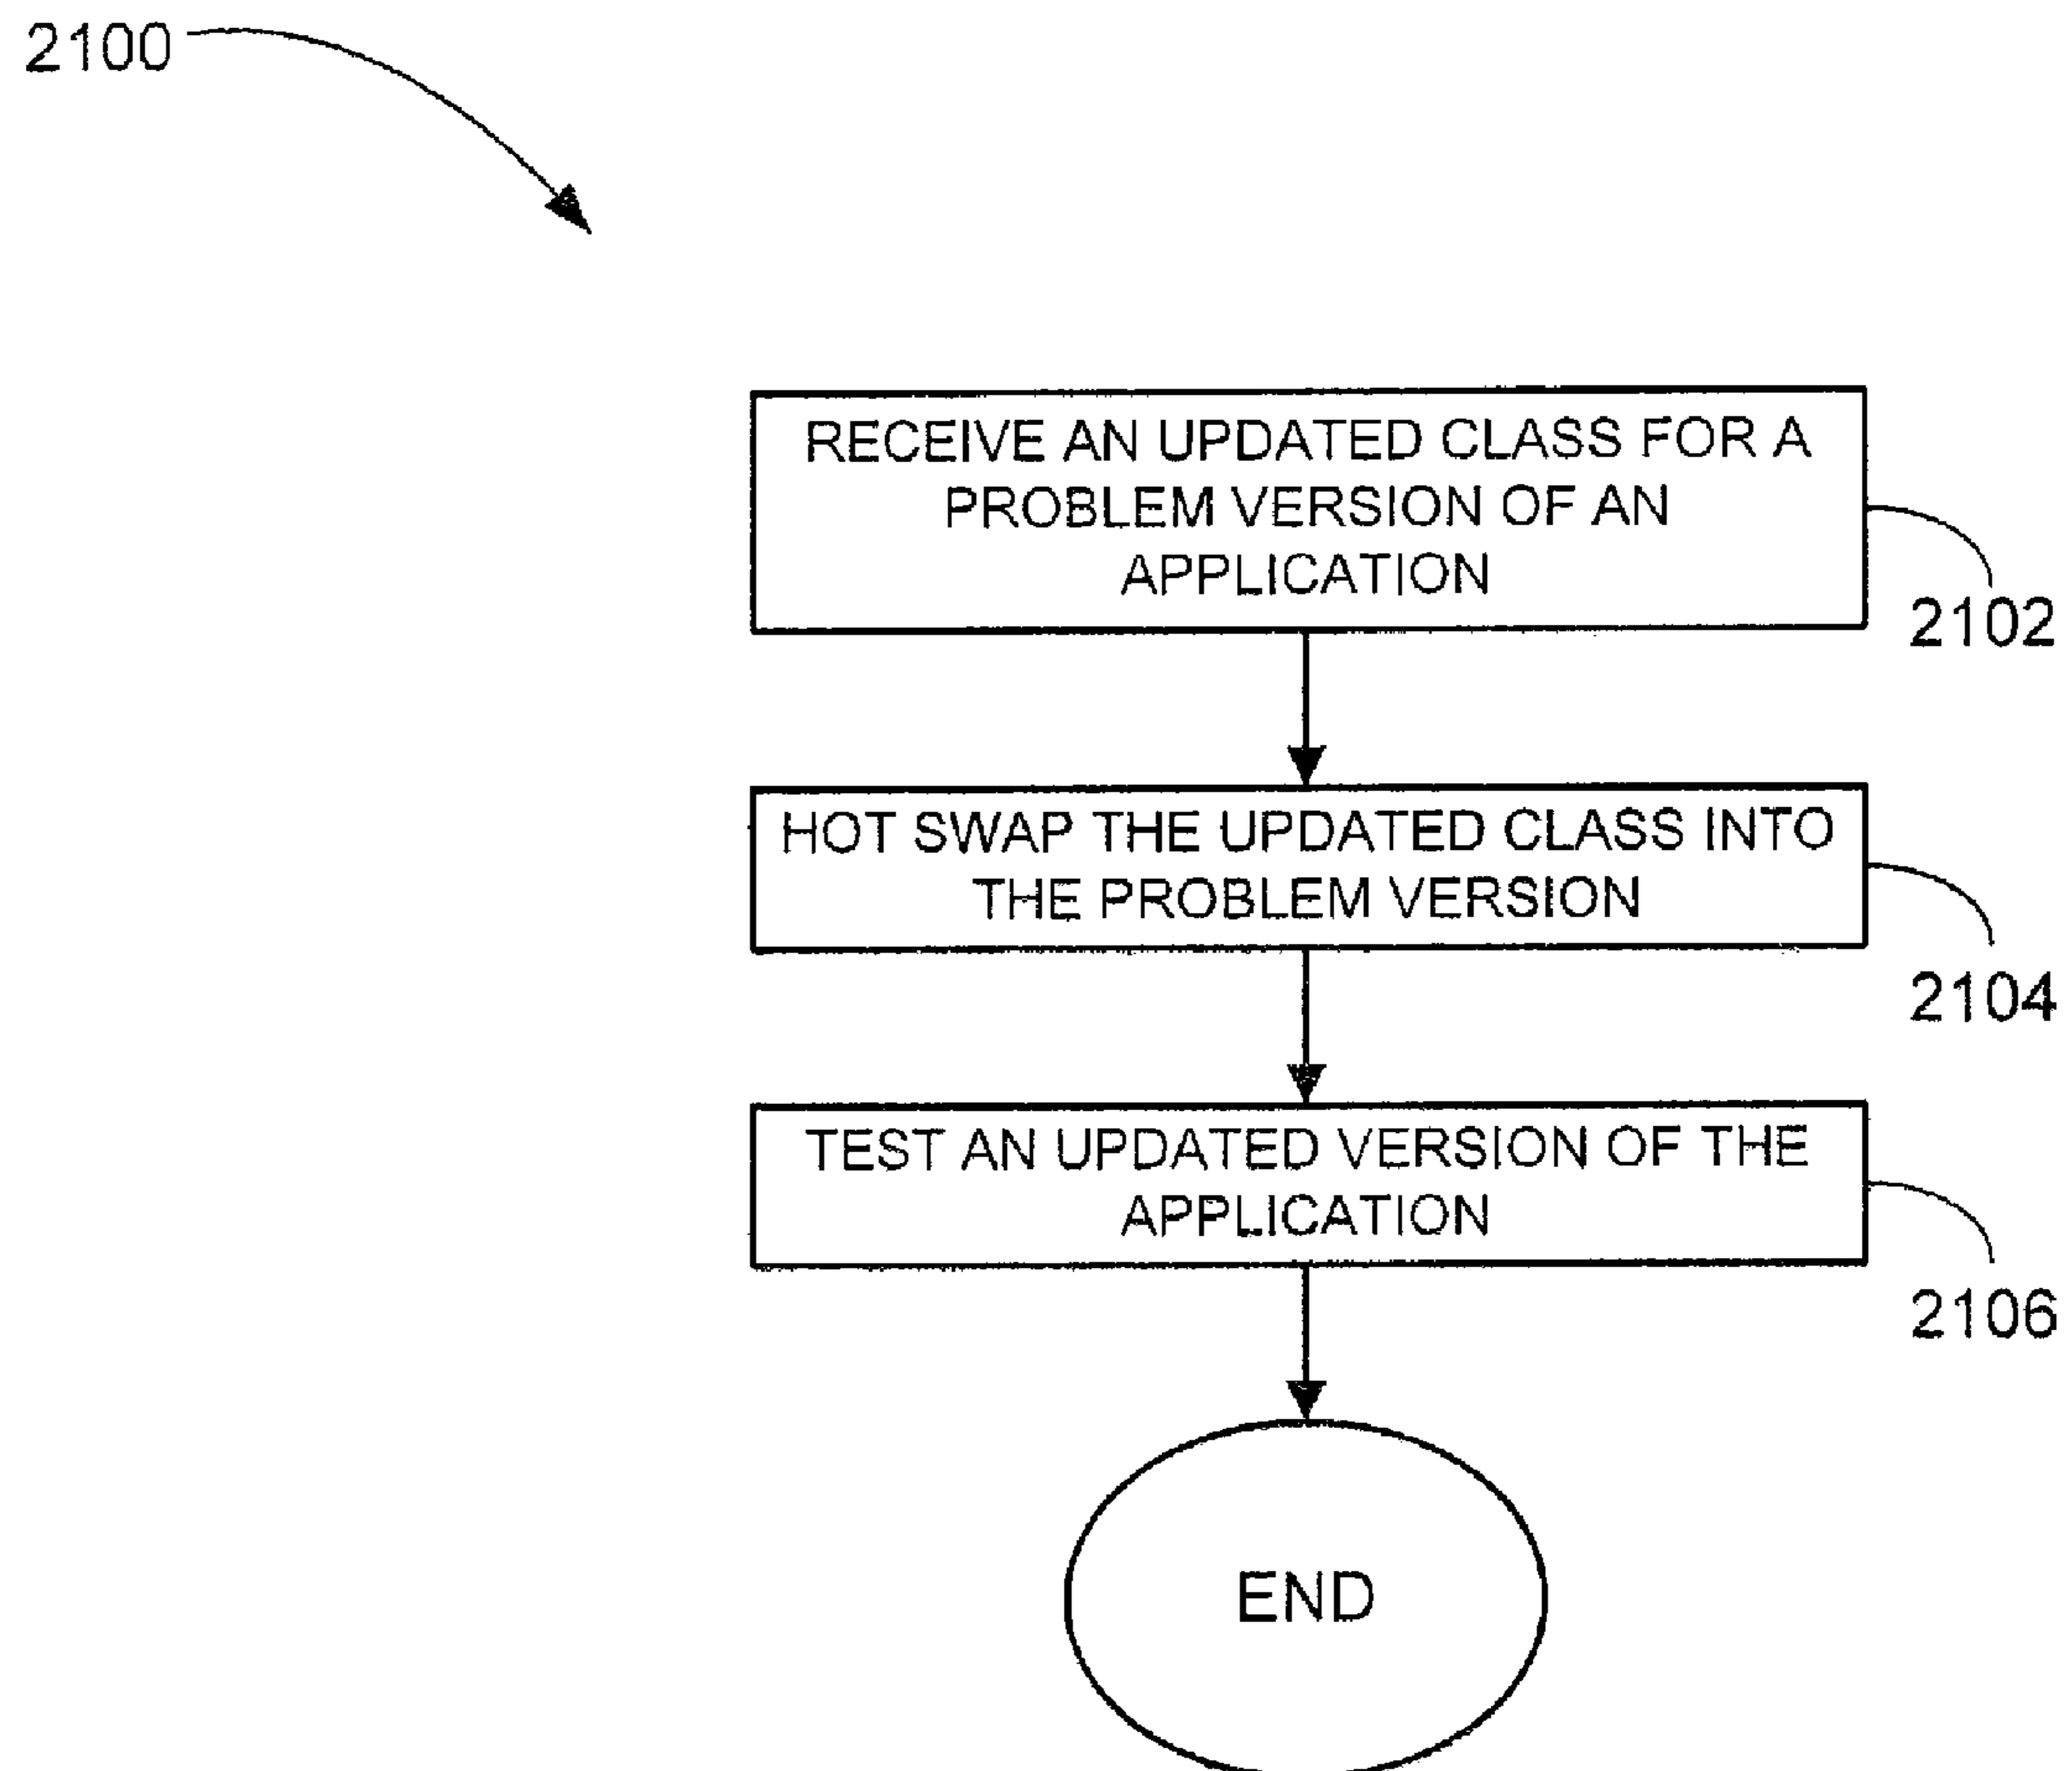 2100
RECEIVE AN UPDATED CLASS FOR A
PROBLEM VERSION OF AN
APPLICATION
2102
HOT SWAP THE UPDATED CLASS INTO
THE PROBLEM VERSION
2104
TEST AN UPDATED VERSION OF THE
APPLICATION
2106
END